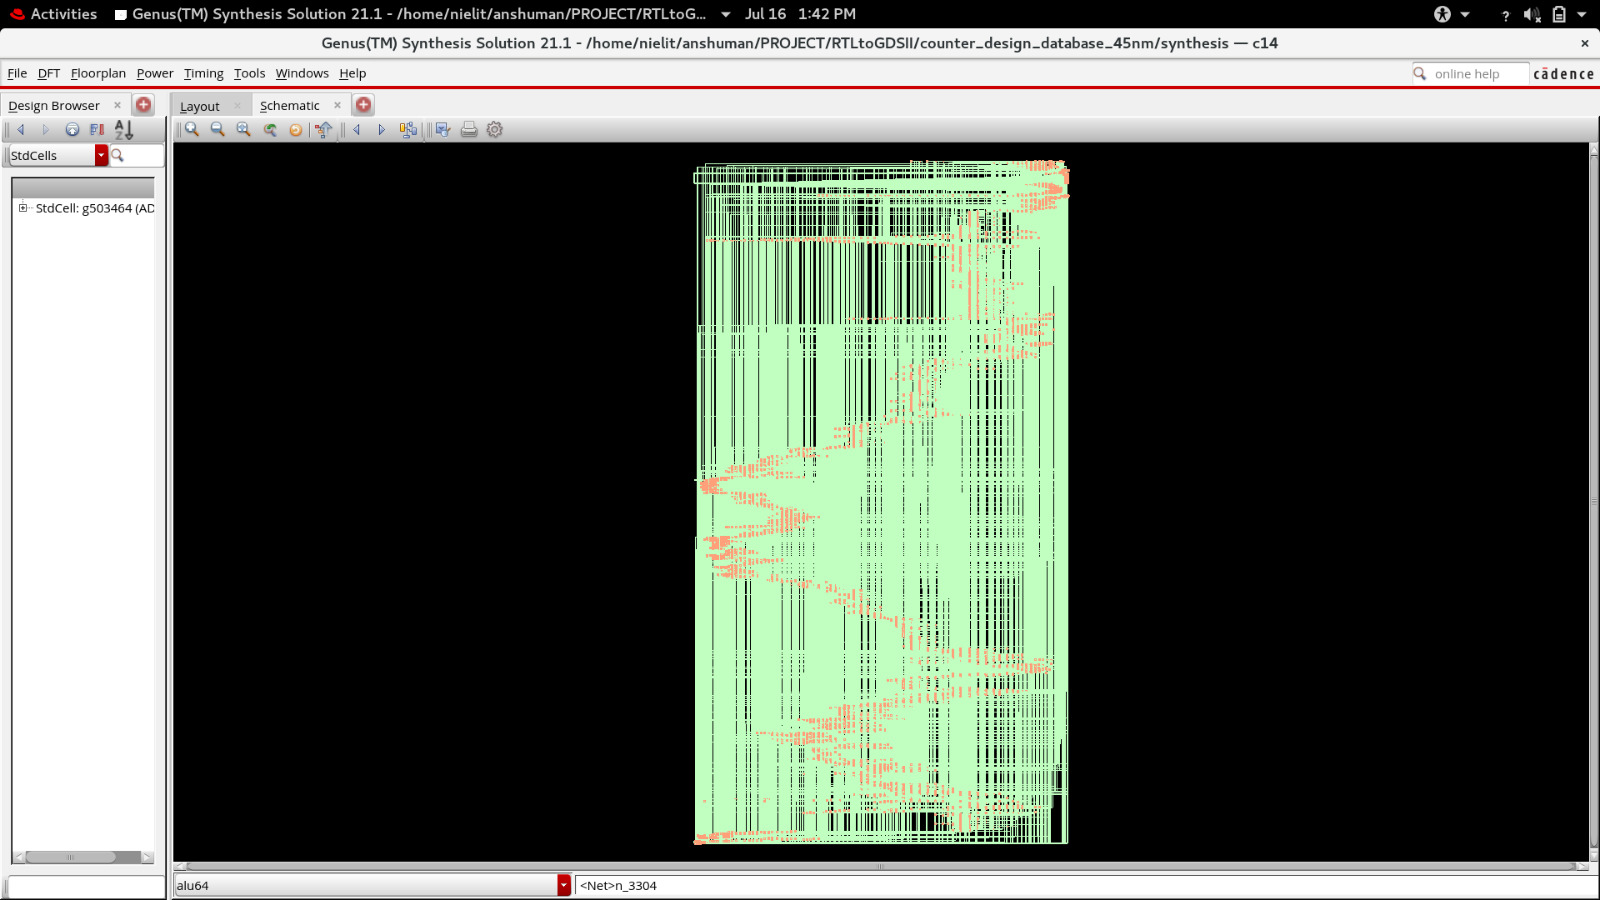 Activities Genus(TM) Synthesis Solution 21.1 - /home/nielit/anshuman/PROJECT/RTLtoG... Jul 16 1:42 PM ?
Genus(TM) Synthesis Solution 21.1 - /home/nielit/anshuman/PROJECT/RTLtoGDSII/counter_design_database_45nm/synthesis — c14 ×
File DFT Floorplan Power Timing Tools Windows Help online help cādence
Design Browser × Layout × Schematic ×
A Z
StdCells
StdCell: g503464 (AD
alu64 <Net>n_3304